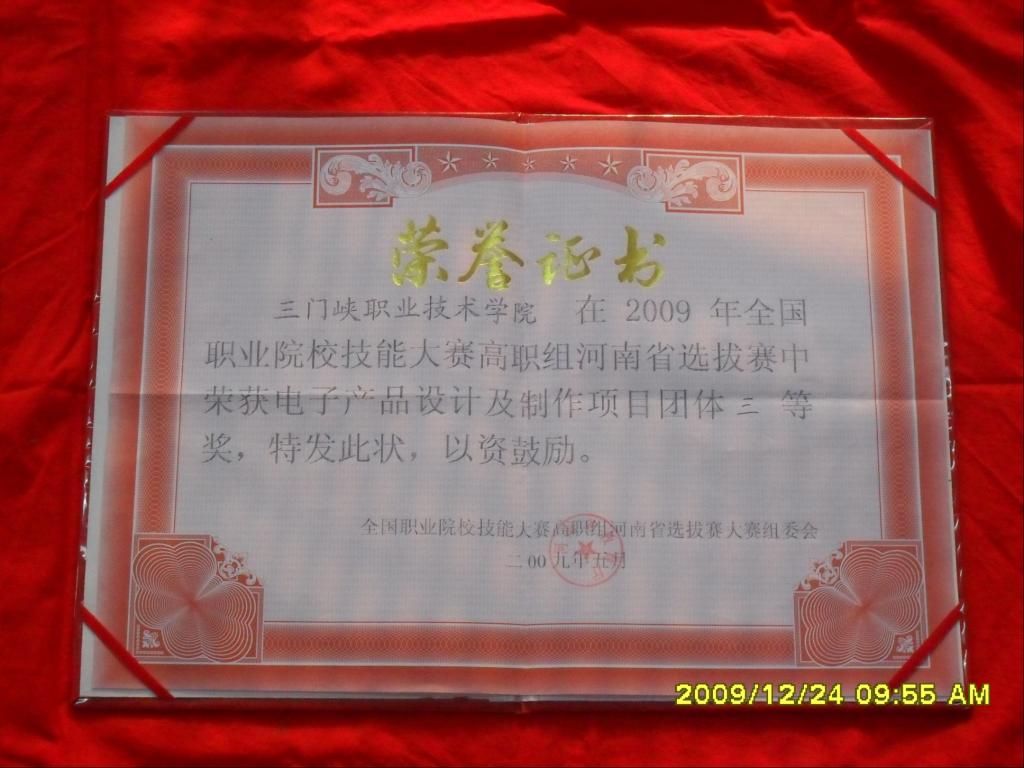 荣誉证书
三门峡职业技术学院 在 2009 年全国
职业院校技能大赛高职组河南省选拔赛中
荣获电子产品设计及制作项目团体 三 等
奖，特发此状，以资鼓励。
全国职业院校技能大赛高职组河南省选拔赛大赛组委会
二00九年五月
2009/12/24 09:55 AM